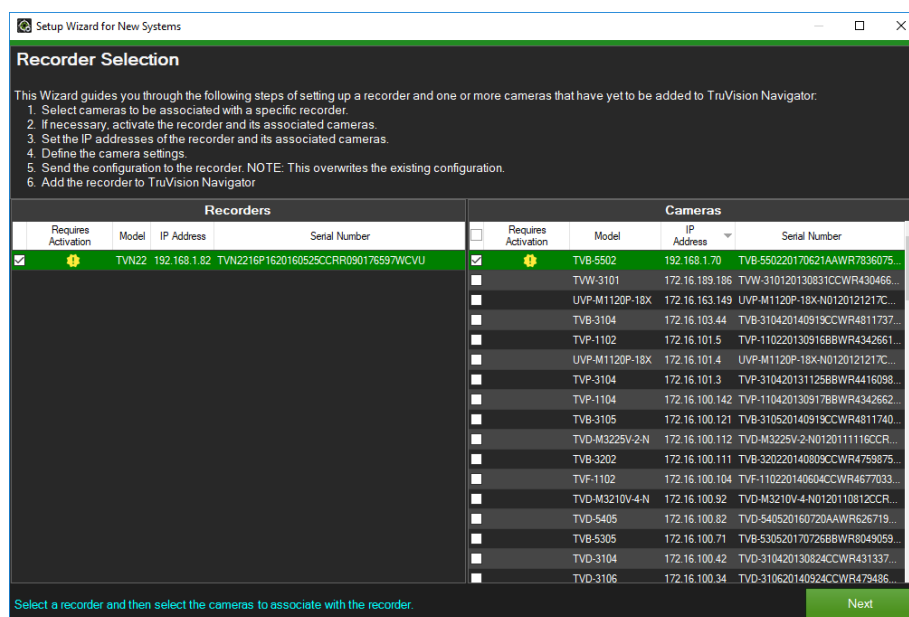 Setup Wizard for New Systems
Recorder Selection
This Wizard guides you through the following steps of setting up a recorder and one or more cameras that have yet to be added to TruVision Navigator:
1. Select cameras to be associated with a specific recorder.
2. If necessary, activate the recorder and its associated cameras.
3. Set the IP addresses of the recorder and its associated cameras.
4. Define the camera settings.
5. Send the configuration to the recorder. NOTE: This overwrites the existing configuration.
6. Add the recorder to TruVision Navigator
Recorders
Requires Activation Model IP Address Serial Number
TVN22 192.168.1.82 TVN2216P1620160525CCRR090176597WCVU
Cameras
Requires Activation Model IP Address Serial Number
TVB-5502 192.168.1.70 TVB-550220170621AAWR7836075...
TVW-3101 172.16.189.186 TVW-310120130831CCWR430466...
UVP-M1120P-18X 172.16.163.149 UVP-M1120P-18X-N0120121217C...
TVB-3104 172.16.103.44 TVB-310420140919CCWR4811737...
TVP-1102 172.16.101.5 TVP-110220130916BBWR4342661...
UVP-M1120P-18X 172.16.101.4 UVP-M1120P-18X-N0120121217C...
TVP-3104 172.16.101.3 TVP-310420131125BBWR4416098...
TVP-1104 172.16.100.142 TVP-110420130917BBWR4342662...
TVB-3105 172.16.100.121 TVB-310520140919CCWR4811740...
TVD-M3225V-2-N 172.16.100.112 TVD-M3225V-2-N0120111116CCR...
TVB-3202 172.16.100.111 TVB-320220140809CCWR4759875...
TVF-1102 172.16.100.104 TVF-110220140604CCWR4677033...
TVD-M3210V-4-N 172.16.100.92 TVD-M3210V-4-N0120110812CCR...
TVD-5405 172.16.100.82 TVD-540520160720AAWR626719...
TVB-5305 172.16.100.71 TVB-530520170726BBWR8049059...
TVD-3104 172.16.100.42 TVD-310420130824CCWR431337...
TVD-3106 172.16.100.34 TVD-310620140924CCWR479486...
Select a recorder and then select the cameras to associate with the recorder.
Next